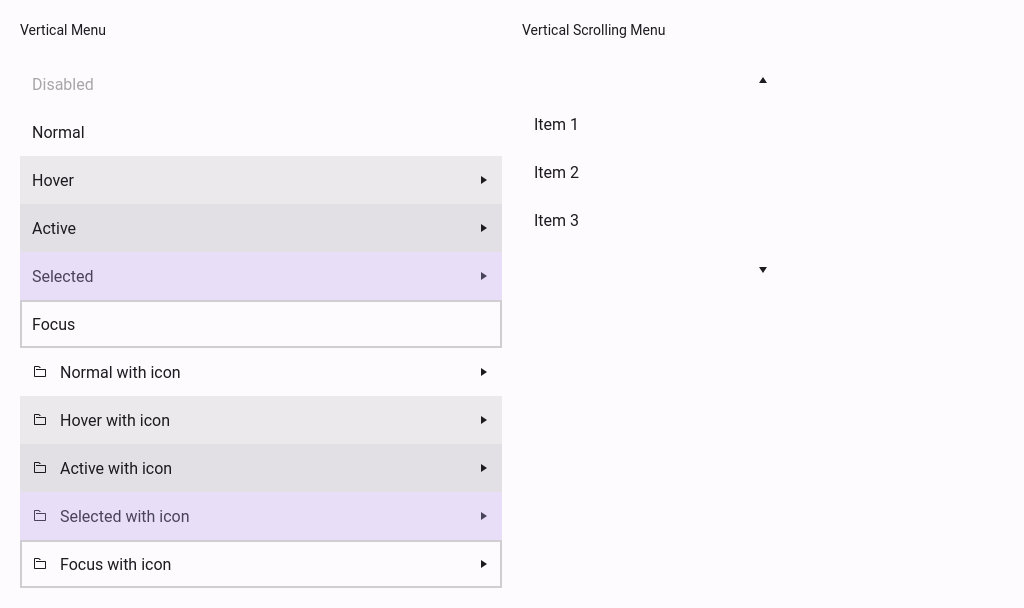 Vertical Menu
Disabled
Normal
Hover
Active
Selected
Focus
Normal with icon
Hover with icon
Active with icon
Selected with icon
Focus with icon
Vertical Scrolling Menu
Item 1
Item 2
Item 3